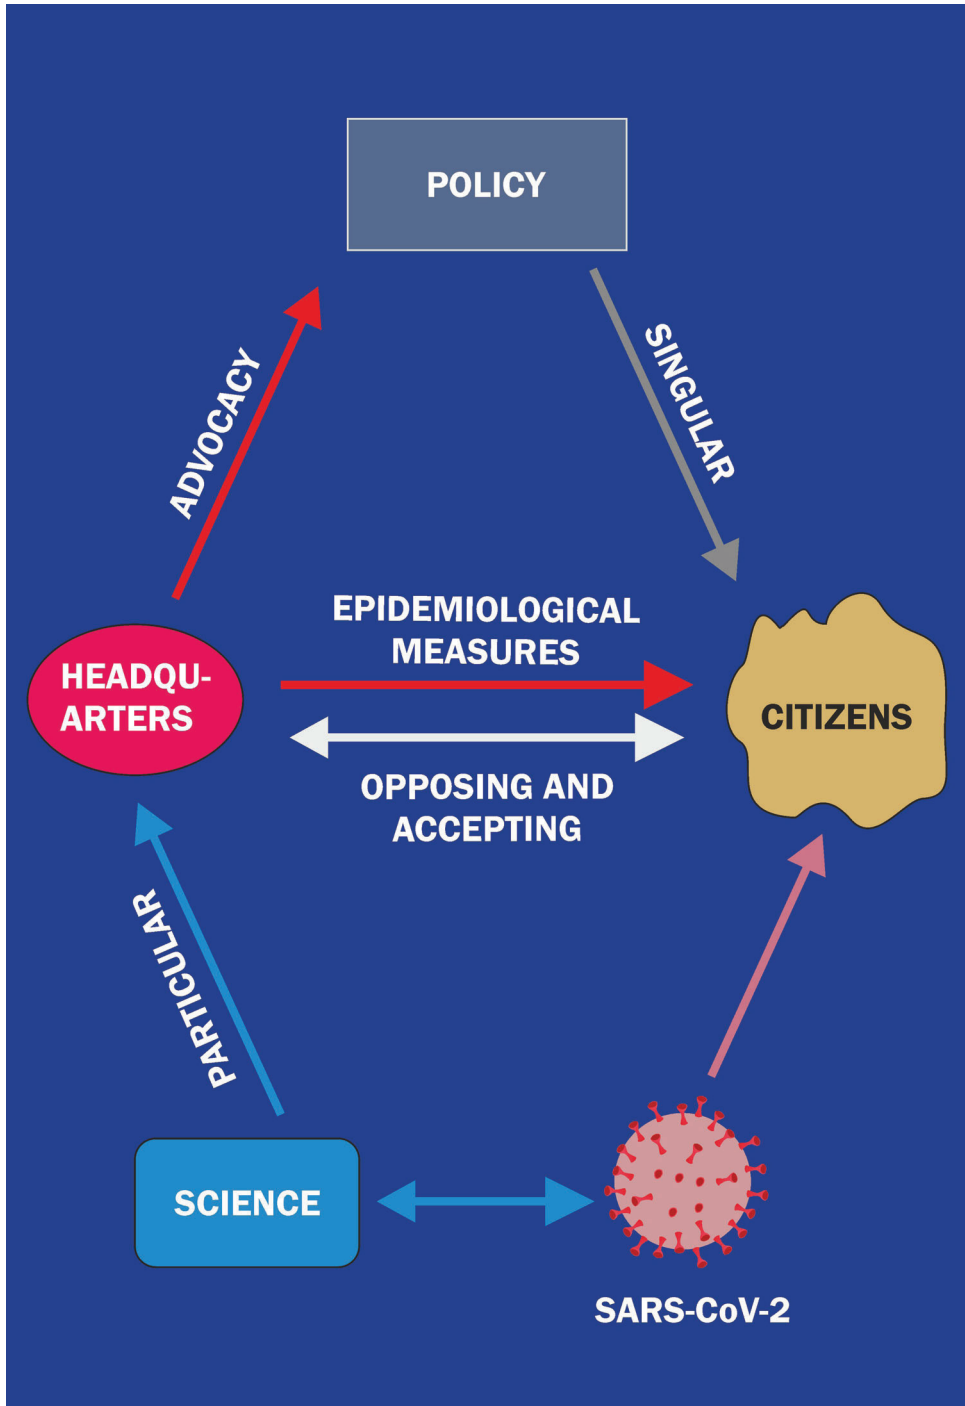 POLICY
ADVOCACY
SINGULAR
EPIDEMIOLOGICAL
MEASURES
HEADQU-
ARTERS
CITIZENS
OPPOSING AND
ACCEPTING
PARTICULAR
SCIENCE
SARS-CoV-2